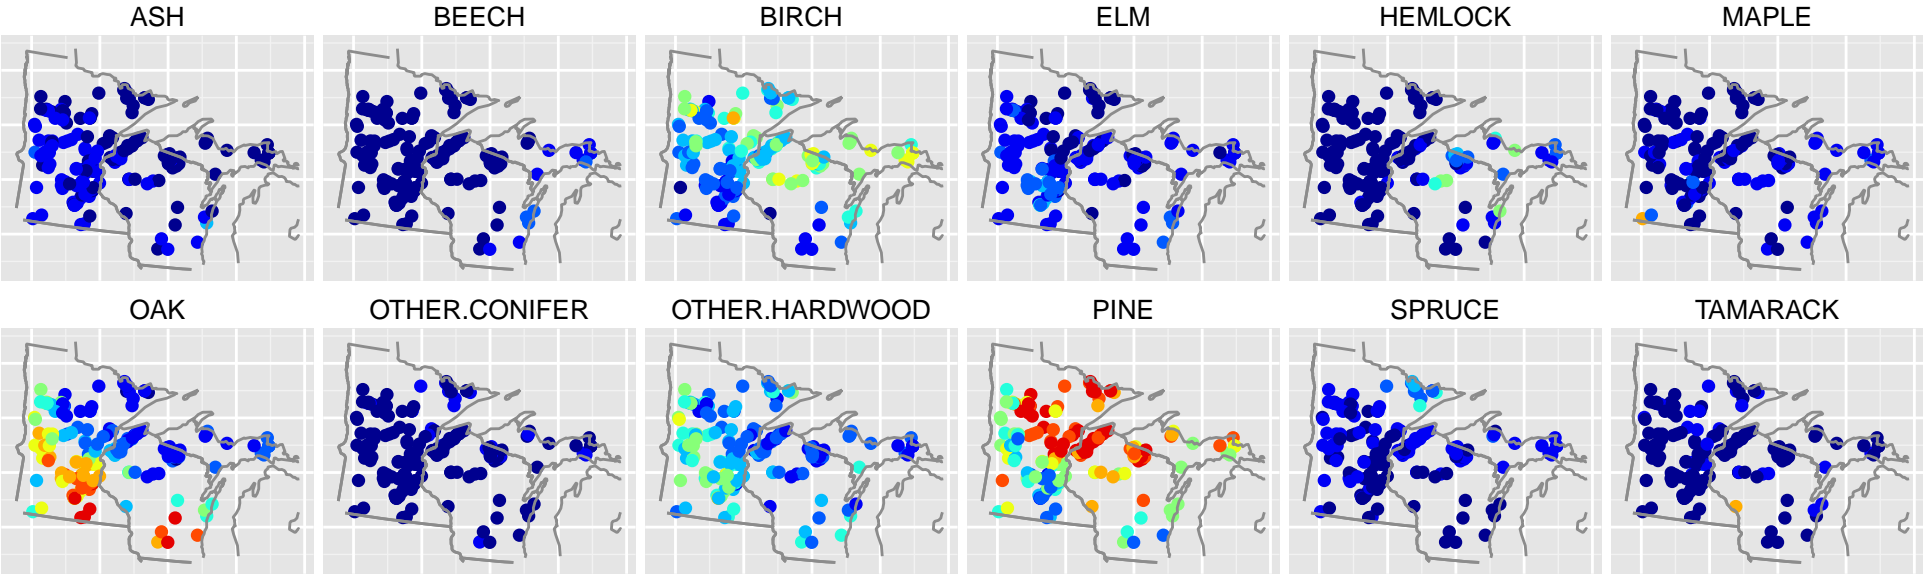 ASH BEECH BIRCH ELM HEMLOCK MAPLE
OAK OTHER.CONIFER OTHER.HARDWOOD PINE SPRUCE TAMARACK